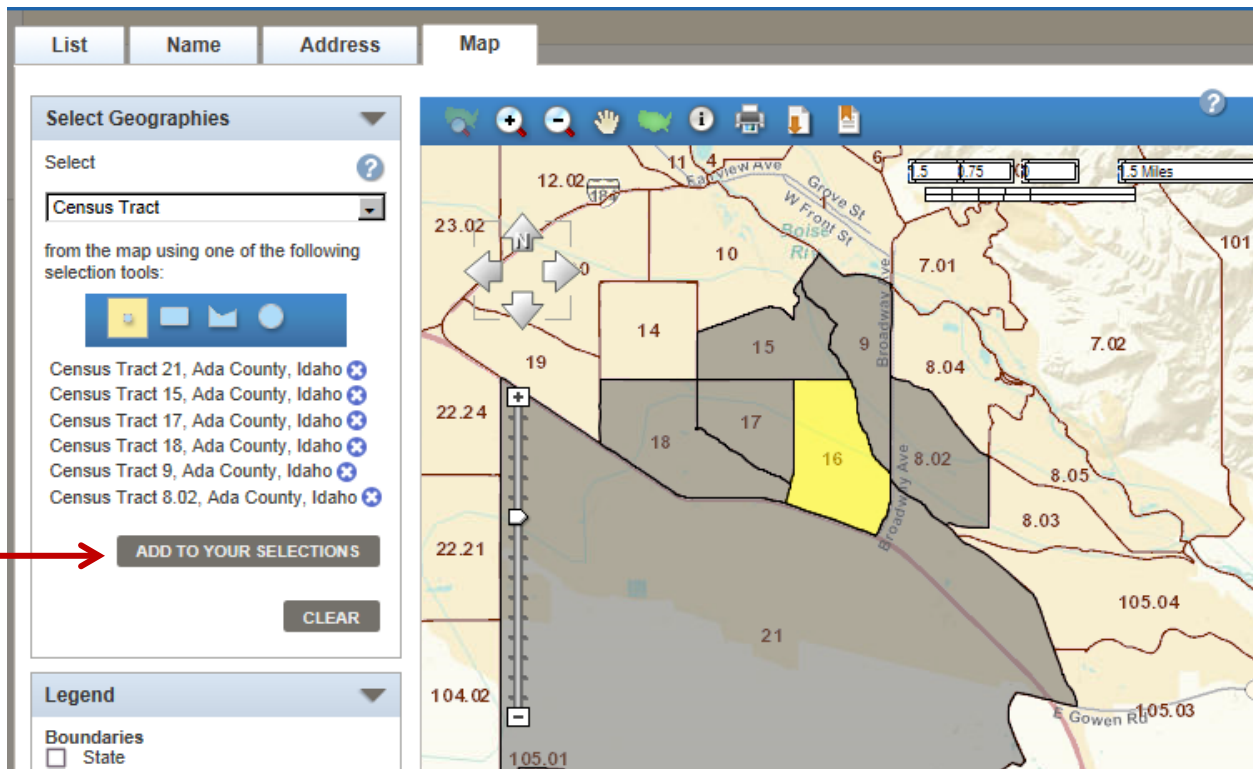 List
Name
Address
Map
Select Geographies
Select
Census Tract
from the map using one of the following
selection tools:
Census Tract 21, Ada County, Idaho
Census Tract 15, Ada County, Idaho
Census Tract 17, Ada County, Idaho
Census Tract 18, Ada County, Idaho
Census Tract 9, Ada County, Idaho
Census Tract 8.02, Ada County, Idaho
ADD TO YOUR SELECTIONS
CLEAR
Legend
Boundaries
State
11
4
6
Fairview Ave
1.5 Miles
12.02
184
Grove St
1
W Front St
23.02
N
Boise
10
101
7.01
Broadway Ave
14
15
9
7.02
19
8.04
22.24
17
18
16
8.02
8.05
Broadway Ave
8.03
22.21
105.04
21
104.02
E Gowen Rd
105.03
105.01